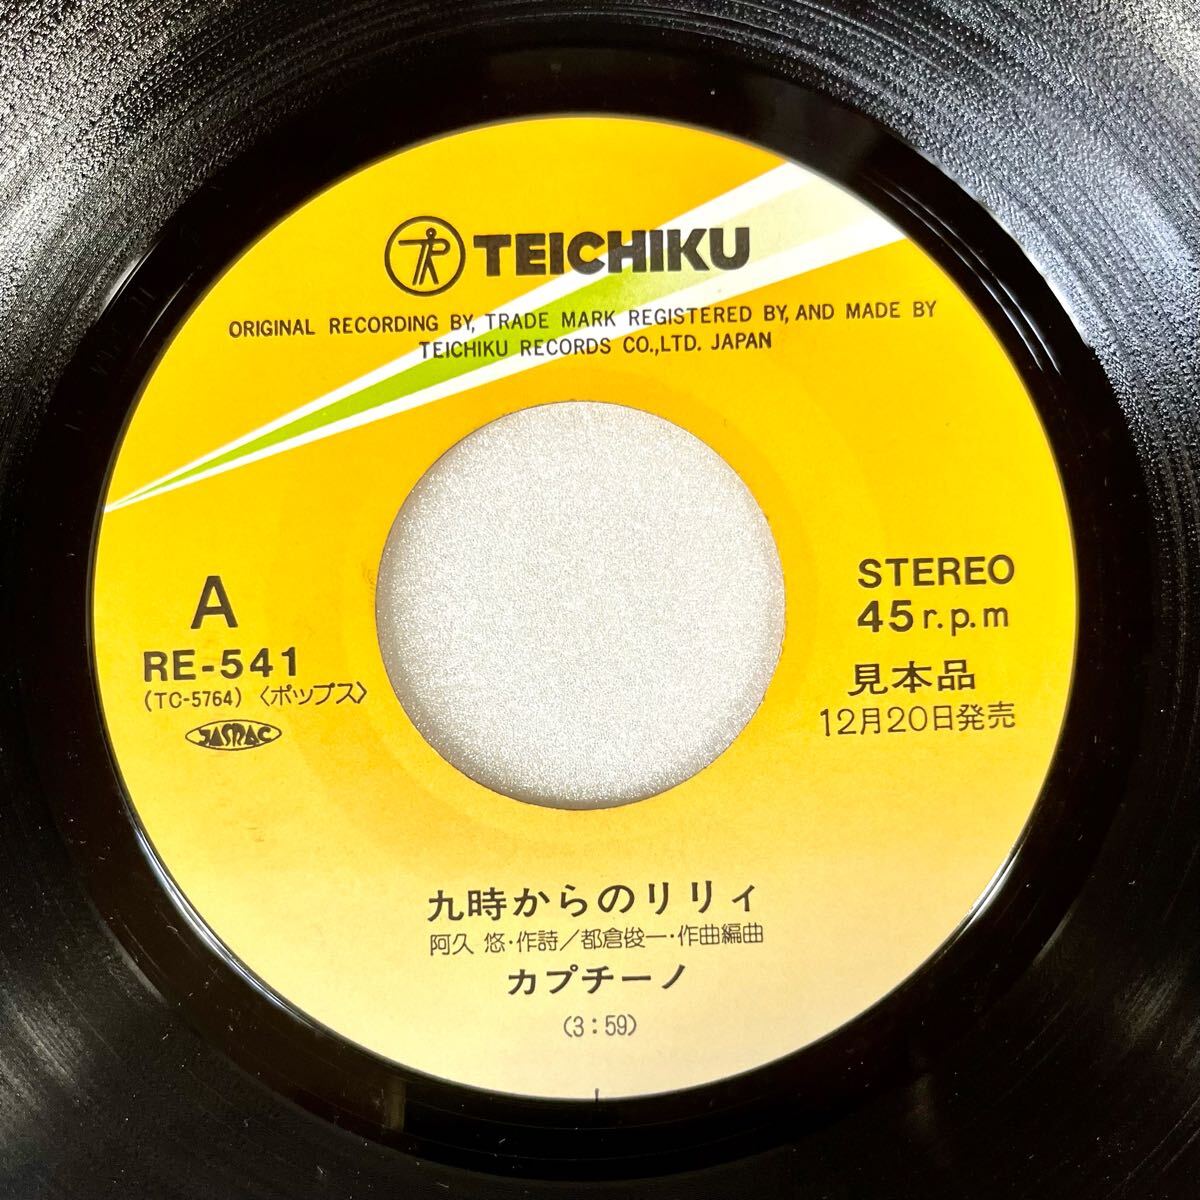 TEICHIKU
ORIGINAL RECORDING BY, TRADE MARK REGISTERED BY, AND MADE BY
TEICHIKU RECORDS CO.,LTD. JAPAN
A
RE-541
(TC-5764)〈ポップス〉
JASRAC
STEREO
45 r.p.m
見本品
12月20日発売
九時からのリリィ
阿久 悠・作詩／都倉俊一・作曲編曲
カプチーノ
(3:59)